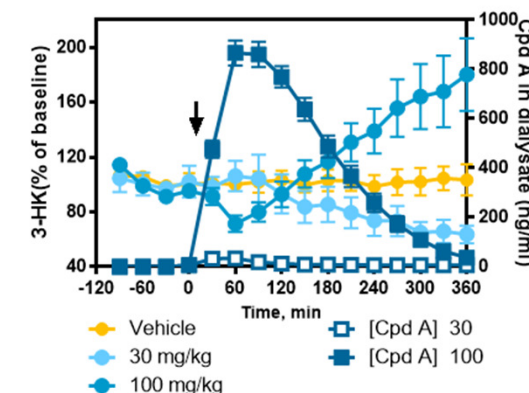 200
160
120
80
40
3-HK(% of baseline)
1000
800
600
400
200
0
Cpd A in dialysate (ng/ml)
-120 -60 0 60 120 180 240 300 360
Time, min
Vehicle
30 mg/kg
100 mg/kg
[Cpd A] 30
[Cpd A] 100